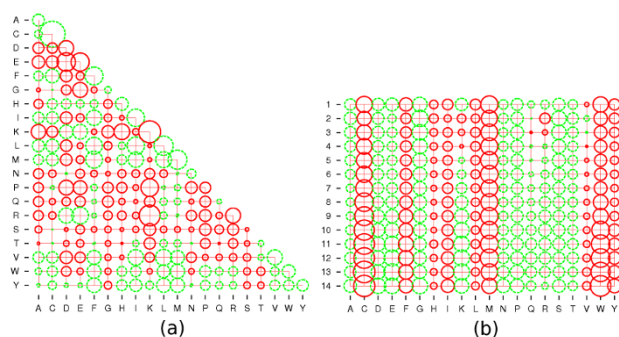 A
C
D
E
F
G
H
I
K
L
M
N
P
Q
R
S
T
V
W
Y
A C D E F G H I K L M N P Q R S T V W Y
(a)
1
2
3
4
5
6
7
8
9
10
11
12
13
14
A C D E F G H I K L M N P Q R S T V W Y
(b)